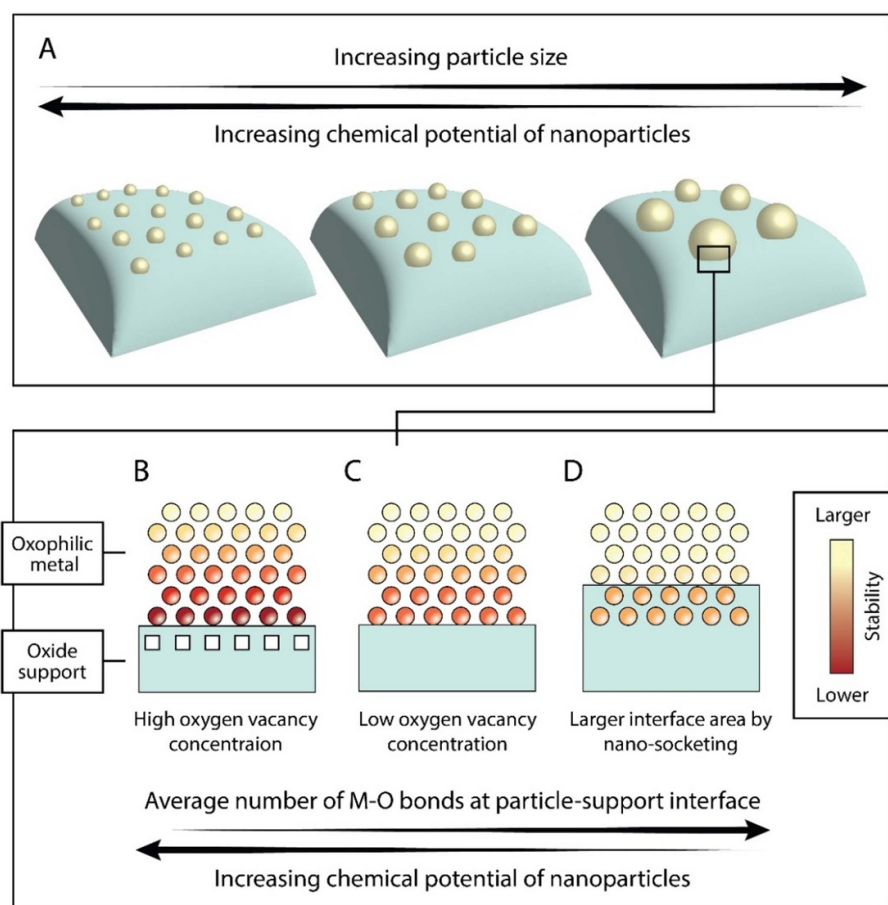 A
Increasing particle size
Increasing chemical potential of nanoparticles
B
C
D
Oxophilic
metal
Oxide
support
High oxygen vacancy
concentraion
Low oxygen vacancy
concentration
Larger interface area by
nano-socketing
Larger
Stability
Lower
Average number of M-O bonds at particle-support interface
Increasing chemical potential of nanoparticles